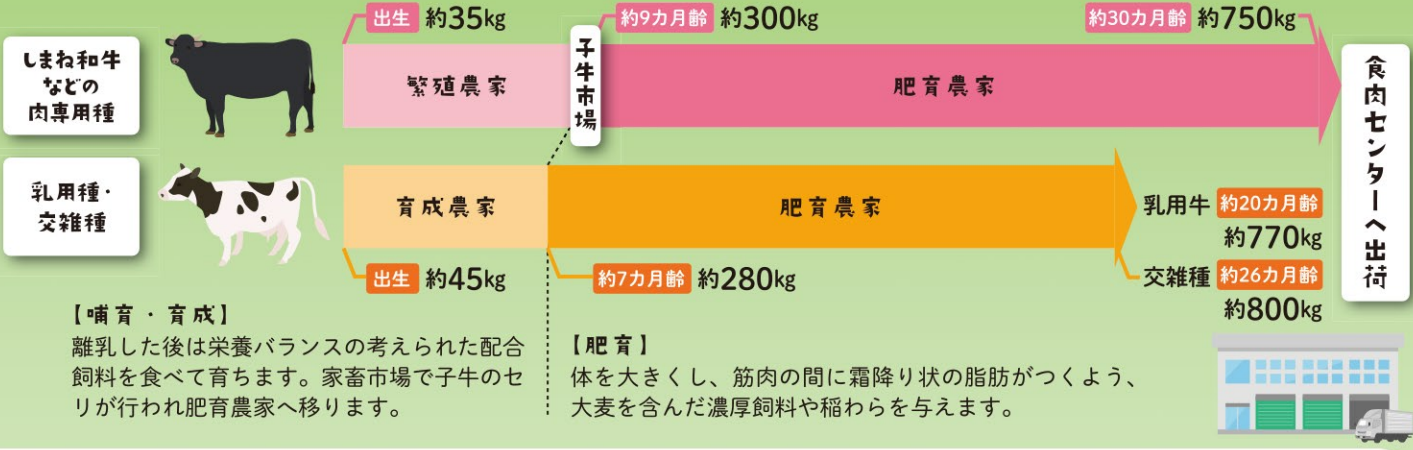 しまね和牛
などの
肉専用種
出生 約35kg
繁殖農家
子牛市場
約9カ月齢 約300kg
肥育農家
約30カ月齢 約750kg
食肉センターへ出荷
乳用種・
交雑種
育成農家
出生 約45kg
肥育農家
約7カ月齢 約280kg
乳用牛 約20カ月齢
約770kg
交雑種 約26カ月齢
約800kg
【哺育・育成】
離乳した後は栄養バランスの考えられた配合
飼料を食べて育ちます。家畜市場で子牛のセ
リが行われ肥育農家へ移ります。
【肥育】
体を大きくし、筋肉の間に霜降り状の脂肪がつくよう、
大麦を含んだ濃厚飼料や稲わらを与えます。